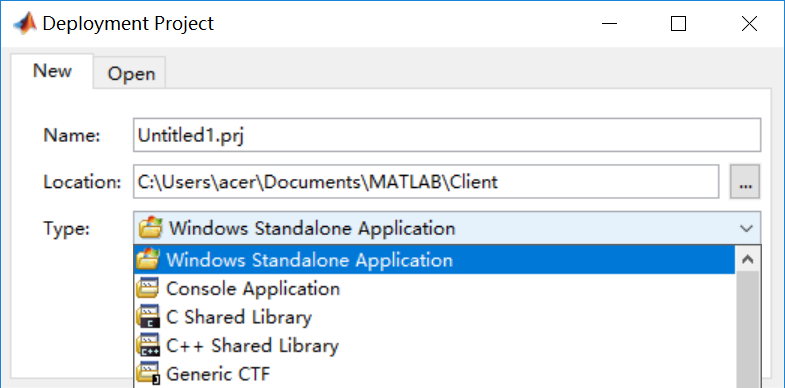 Deployment Project
New
Open
Name:
Untitled1.prj
Location:
C:\Users\acer\Documents\MATLAB\Client
...
Type:
Windows Standalone Application
Windows Standalone Application
Console Application
C Shared Library
C++ Shared Library
Generic CTF